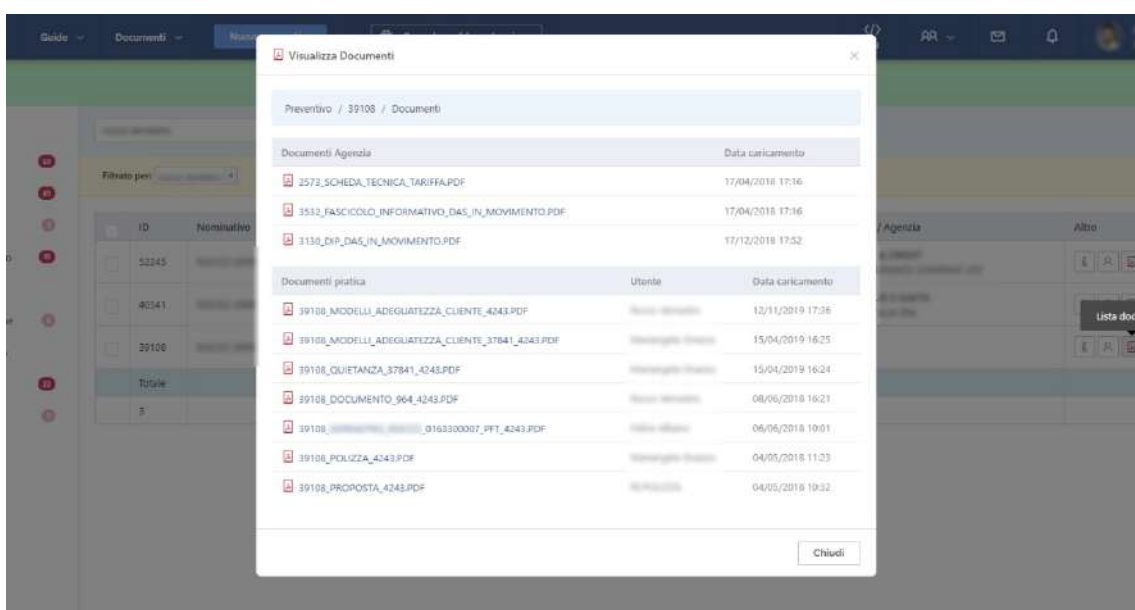 Guide Documenti
Visualizza Documenti
Preventivo / 39108 / Documenti
Documenti Agenzia Data caricamento
2573_SCHEDA_TECNICA_TARIFFA.PDF 17/04/2018 17:16
3532_FASCICOLO_INFORMATIVO_DAS_IN_MOVIMENTO.PDF 17/04/2018 17:16
3130_DIP_DAS_IN_MOVIMENTO.PDF 17/12/2018 17:52
Documenti pratica Utente Data caricamento
39108_MODELLI_ADEGUATEZZA_CLIENTE_4243.PDF 12/11/2019 17:36
39108_MODELLI_ADEGUATEZZA_CLIENTE_37841_4243.PDF 15/04/2019 16:25
39108_QUIETANZA_37841_4243.PDF 15/04/2019 16:24
39108_DOCUMENTO_964_4243.PDF 08/06/2018 16:21
39108_ _0163300007_PFT_4243.PDF 06/06/2018 10:01
39108_POLIZZA_4243.PDF 04/05/2018 11:23
39108_PROPOSTA_4243.PDF 04/05/2018 10:32
Chiudi
Filtrato per:
ID Nominativo / Agenzia Altro
52245
40541
39108
Lista doc
Totale
3